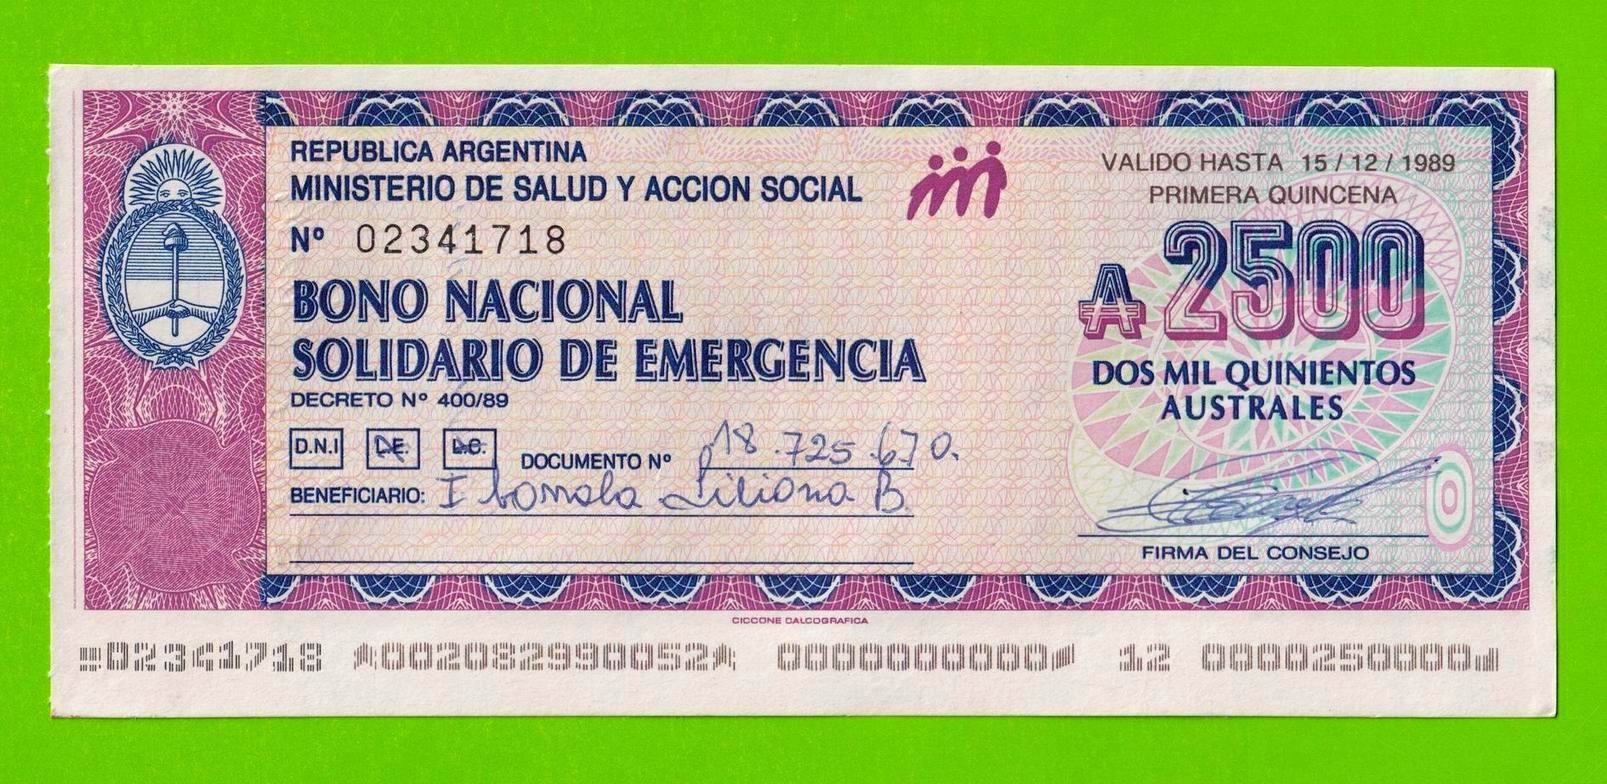 REPUBLICA ARGENTINA
MINISTERIO DE SALUD Y ACCION SOCIAL
Nº 02341718
BONO NACIONAL
SOLIDARIO DE EMERGENCIA
DECRETO Nº 400/89
D.N.I L.E. L.C. DOCUMENTO Nº 18.725.670.
BENEFICIARIO: Liliana B.
VALIDO HASTA 15 / 12 / 1989
PRIMERA QUINCENA
₳ 2500
DOS MIL QUINIENTOS
AUSTRALES
FIRMA DEL CONSEJO
CICCONE CALCOGRAFICA
02341718 A002082990052A 00000000000 12 0000250000